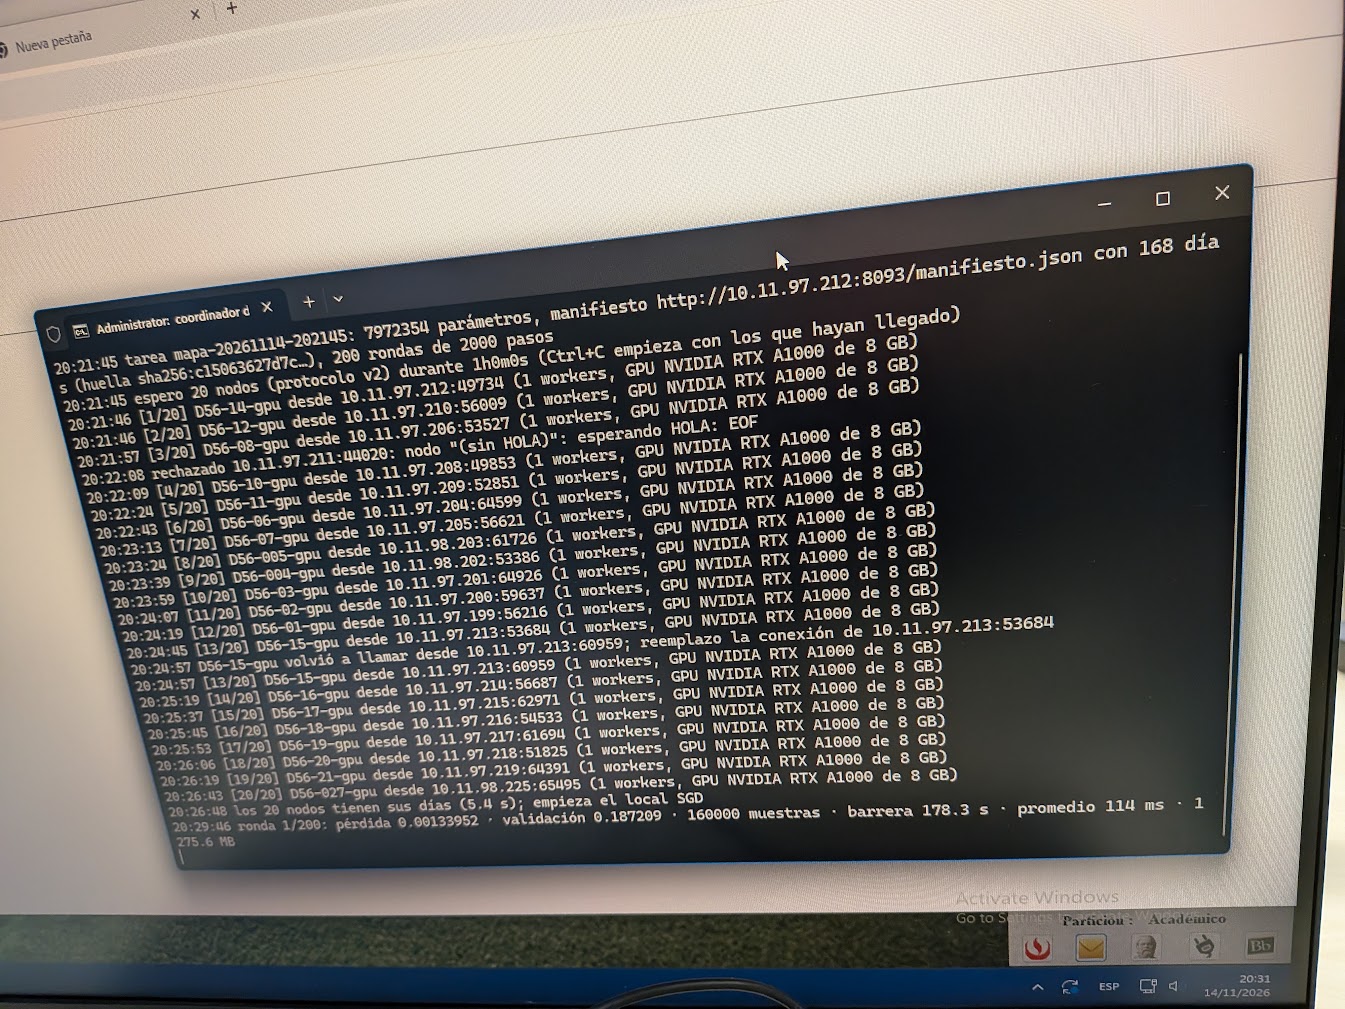 Nueva pestaña
Administrator: coordinador d
20:21:45 tarea mapa-20261114-202145: 7972354 parámetros, manifiesto http://10.11.97.212:8093/manifiesto.json con 168 día
s (huella sha256:c15063627d7c…), 200 rondas de 2000 pasos
20:21:45 espero 20 nodos (protocolo v2) durante 1h0m0s (Ctrl+C empieza con los que hayan llegado)
20:21:46 [1/20] D56-14-gpu desde 10.11.97.212:49734 (1 workers, GPU NVIDIA RTX A1000 de 8 GB)
20:21:46 [2/20] D56-12-gpu desde 10.11.97.210:56009 (1 workers, GPU NVIDIA RTX A1000 de 8 GB)
20:21:57 [3/20] D56-08-gpu desde 10.11.97.206:53527 (1 workers, GPU NVIDIA RTX A1000 de 8 GB)
20:22:08 rechazado 10.11.97.211:44020: nodo "(sin HOLA)": esperando HOLA: EOF
20:22:09 [4/20] D56-10-gpu desde 10.11.97.208:49853 (1 workers, GPU NVIDIA RTX A1000 de 8 GB)
20:22:24 [5/20] D56-11-gpu desde 10.11.97.209:52851 (1 workers, GPU NVIDIA RTX A1000 de 8 GB)
20:22:43 [6/20] D56-06-gpu desde 10.11.97.204:64599 (1 workers, GPU NVIDIA RTX A1000 de 8 GB)
20:23:13 [7/20] D56-07-gpu desde 10.11.97.205:56621 (1 workers, GPU NVIDIA RTX A1000 de 8 GB)
20:23:24 [8/20] D56-005-gpu desde 10.11.98.203:61726 (1 workers, GPU NVIDIA RTX A1000 de 8 GB)
20:23:39 [9/20] D56-004-gpu desde 10.11.98.202:53386 (1 workers, GPU NVIDIA RTX A1000 de 8 GB)
20:23:59 [10/20] D56-03-gpu desde 10.11.97.201:64926 (1 workers, GPU NVIDIA RTX A1000 de 8 GB)
20:24:07 [11/20] D56-02-gpu desde 10.11.97.200:59637 (1 workers, GPU NVIDIA RTX A1000 de 8 GB)
20:24:19 [12/20] D56-01-gpu desde 10.11.97.199:56216 (1 workers, GPU NVIDIA RTX A1000 de 8 GB)
20:24:45 [13/20] D56-15-gpu desde 10.11.97.213:53684 (1 workers, GPU NVIDIA RTX A1000 de 8 GB)
20:24:57 D56-15-gpu volvió a llamar desde 10.11.97.213:60959; reemplazo la conexión de 10.11.97.213:53684
20:24:57 [13/20] D56-15-gpu desde 10.11.97.213:60959 (1 workers, GPU NVIDIA RTX A1000 de 8 GB)
20:25:19 [14/20] D56-16-gpu desde 10.11.97.214:56687 (1 workers, GPU NVIDIA RTX A1000 de 8 GB)
20:25:37 [15/20] D56-17-gpu desde 10.11.97.215:62971 (1 workers, GPU NVIDIA RTX A1000 de 8 GB)
20:25:45 [16/20] D56-18-gpu desde 10.11.97.216:54533 (1 workers, GPU NVIDIA RTX A1000 de 8 GB)
20:25:53 [17/20] D56-19-gpu desde 10.11.97.217:61694 (1 workers, GPU NVIDIA RTX A1000 de 8 GB)
20:26:06 [18/20] D56-20-gpu desde 10.11.97.218:51825 (1 workers, GPU NVIDIA RTX A1000 de 8 GB)
20:26:19 [19/20] D56-21-gpu desde 10.11.97.219:64391 (1 workers, GPU NVIDIA RTX A1000 de 8 GB)
20:26:43 [20/20] D56-027-gpu desde 10.11.98.225:65495 (1 workers, GPU NVIDIA RTX A1000 de 8 GB)
20:26:48 los 20 nodos tienen sus días (5.4 s); empieza el local SGD
20:29:46 ronda 1/200: pérdida 0.00133952 · validación 0.187209 · 160000 muestras · barrera 178.3 s · promedio 114 ms · 1
275.6 MB
Activate Windows
Go to Settings to activate Windows.
Partición : Académico
Bb
ESP
20:31
14/11/2026